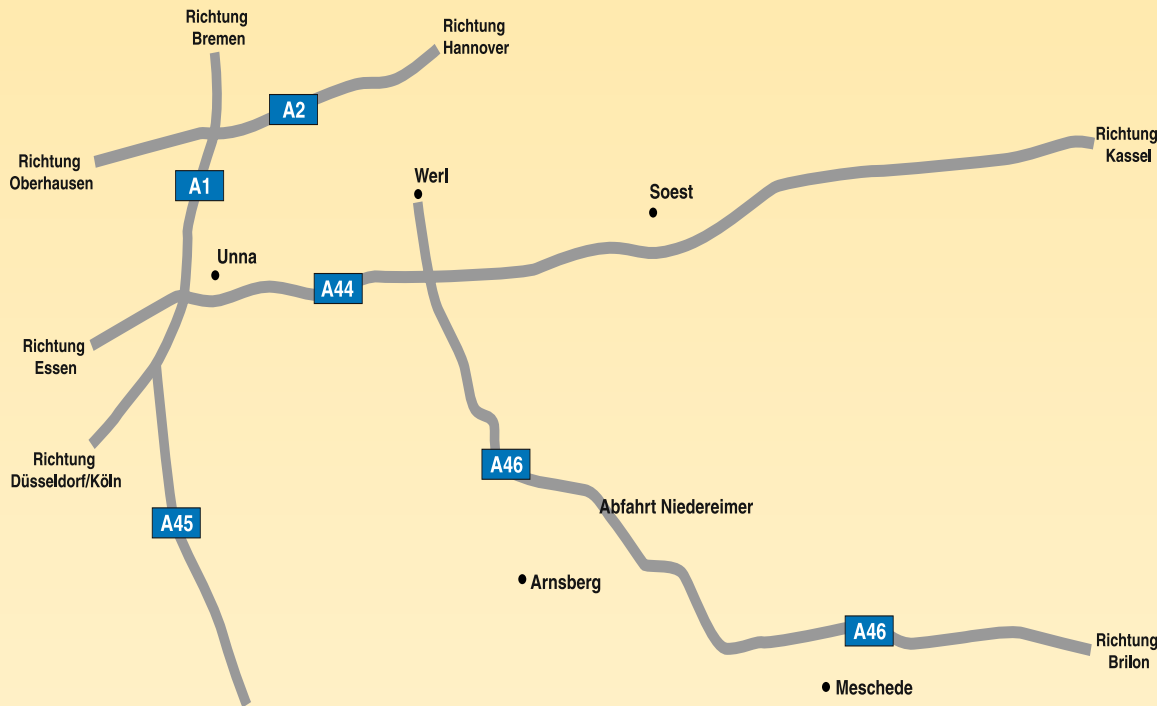 Richtung
Bremen
Richtung
Hannover
A2
Richtung
Oberhausen
Richtung
Kassel
A1
Werl
Soest
Unna
A44
Richtung
Essen
Richtung
Düsseldorf/Köln
A46
Abfahrt Niedereimer
A45
Arnsberg
A46
Richtung
Brilon
Meschede